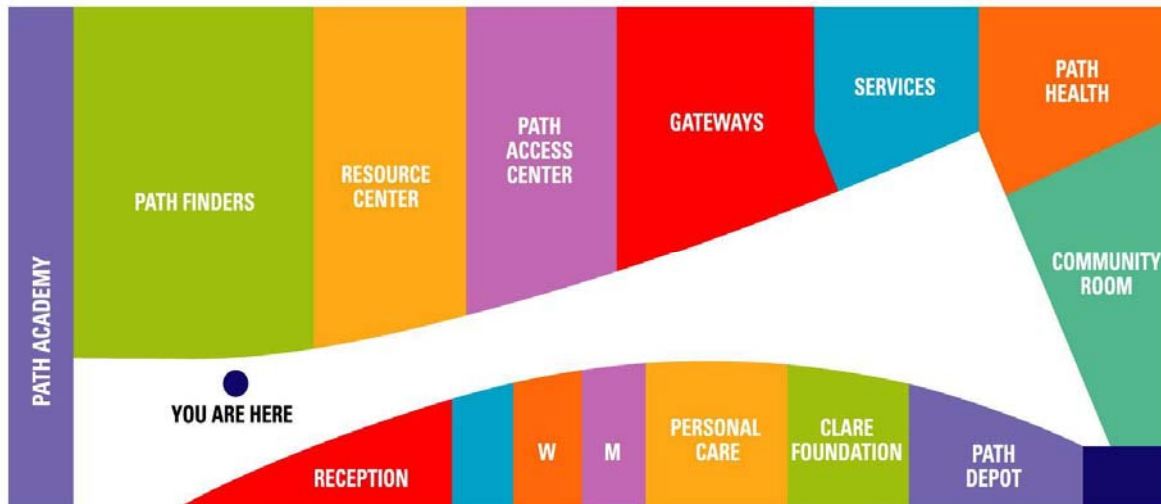 PATH ACADEMY
PATH FINDERS
RESOURCE
CENTER
PATH
ACCESS
CENTER
GATEWAYS
SERVICES
PATH
HEALTH
COMMUNITY
ROOM
YOU ARE HERE
RECEPTION
W
M
PERSONAL
CARE
CLARE
FOUNDATION
PATH
DEPOT